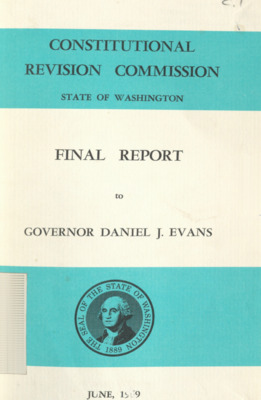 CONSTITUTIONAL
REVISION COMMISSION
STATE OF WASHINGTON
FINAL REPORT
to
GOVERNOR DANIEL J. EVANS
THE SEAL OF THE STATE OF WASHINGTON
1889
JUNE,